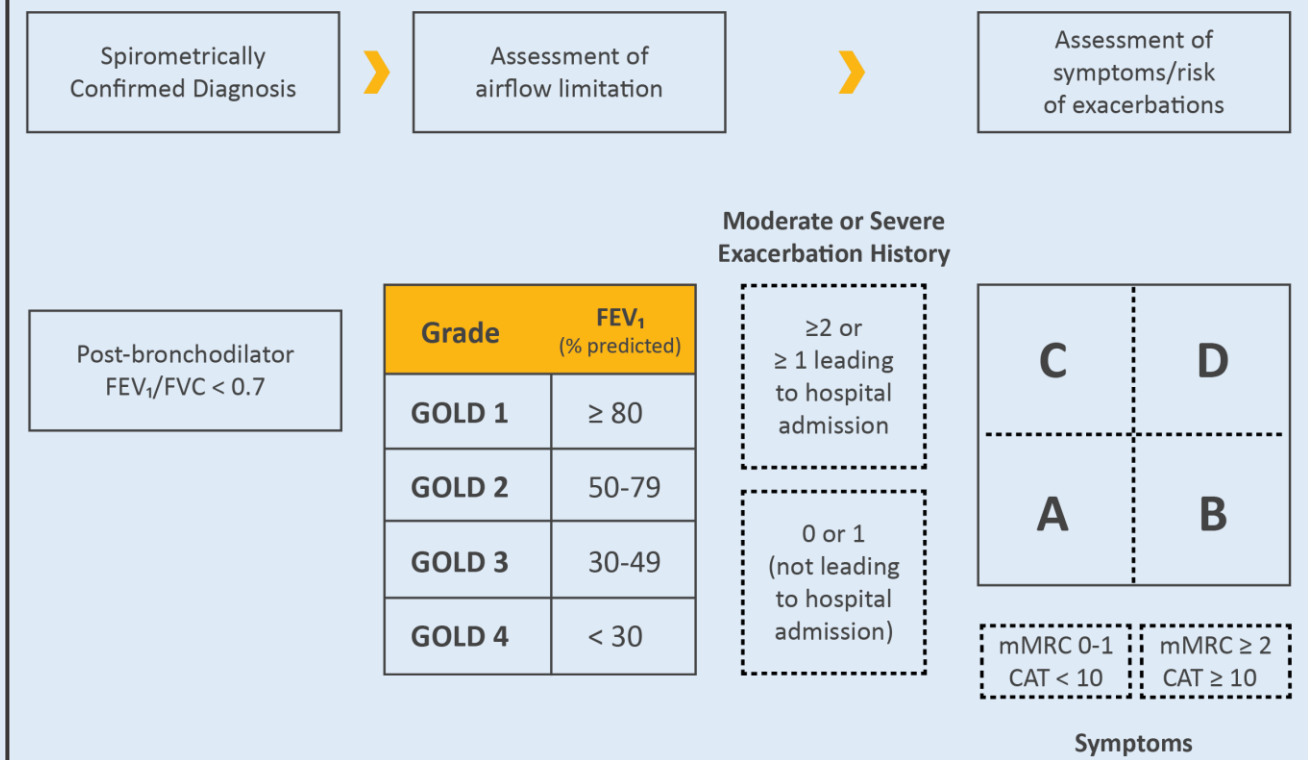 Spirometrically
Confirmed Diagnosis
Assessment of
airflow limitation
Assessment of
symptoms/risk
of exacerbations
Moderate or Severe
Exacerbation History
Post-bronchodilator
FEV₁/FVC < 0.7
Grade
FEV₁
(% predicted)
GOLD 1
≥ 80
GOLD 2
50-79
GOLD 3
30-49
GOLD 4
< 30
≥2 or
≥ 1 leading
to hospital
admission
0 or 1
(not leading
to hospital
admission)
C
D
A
B
mMRC 0-1
CAT < 10
mMRC ≥ 2
CAT ≥ 10
Symptoms